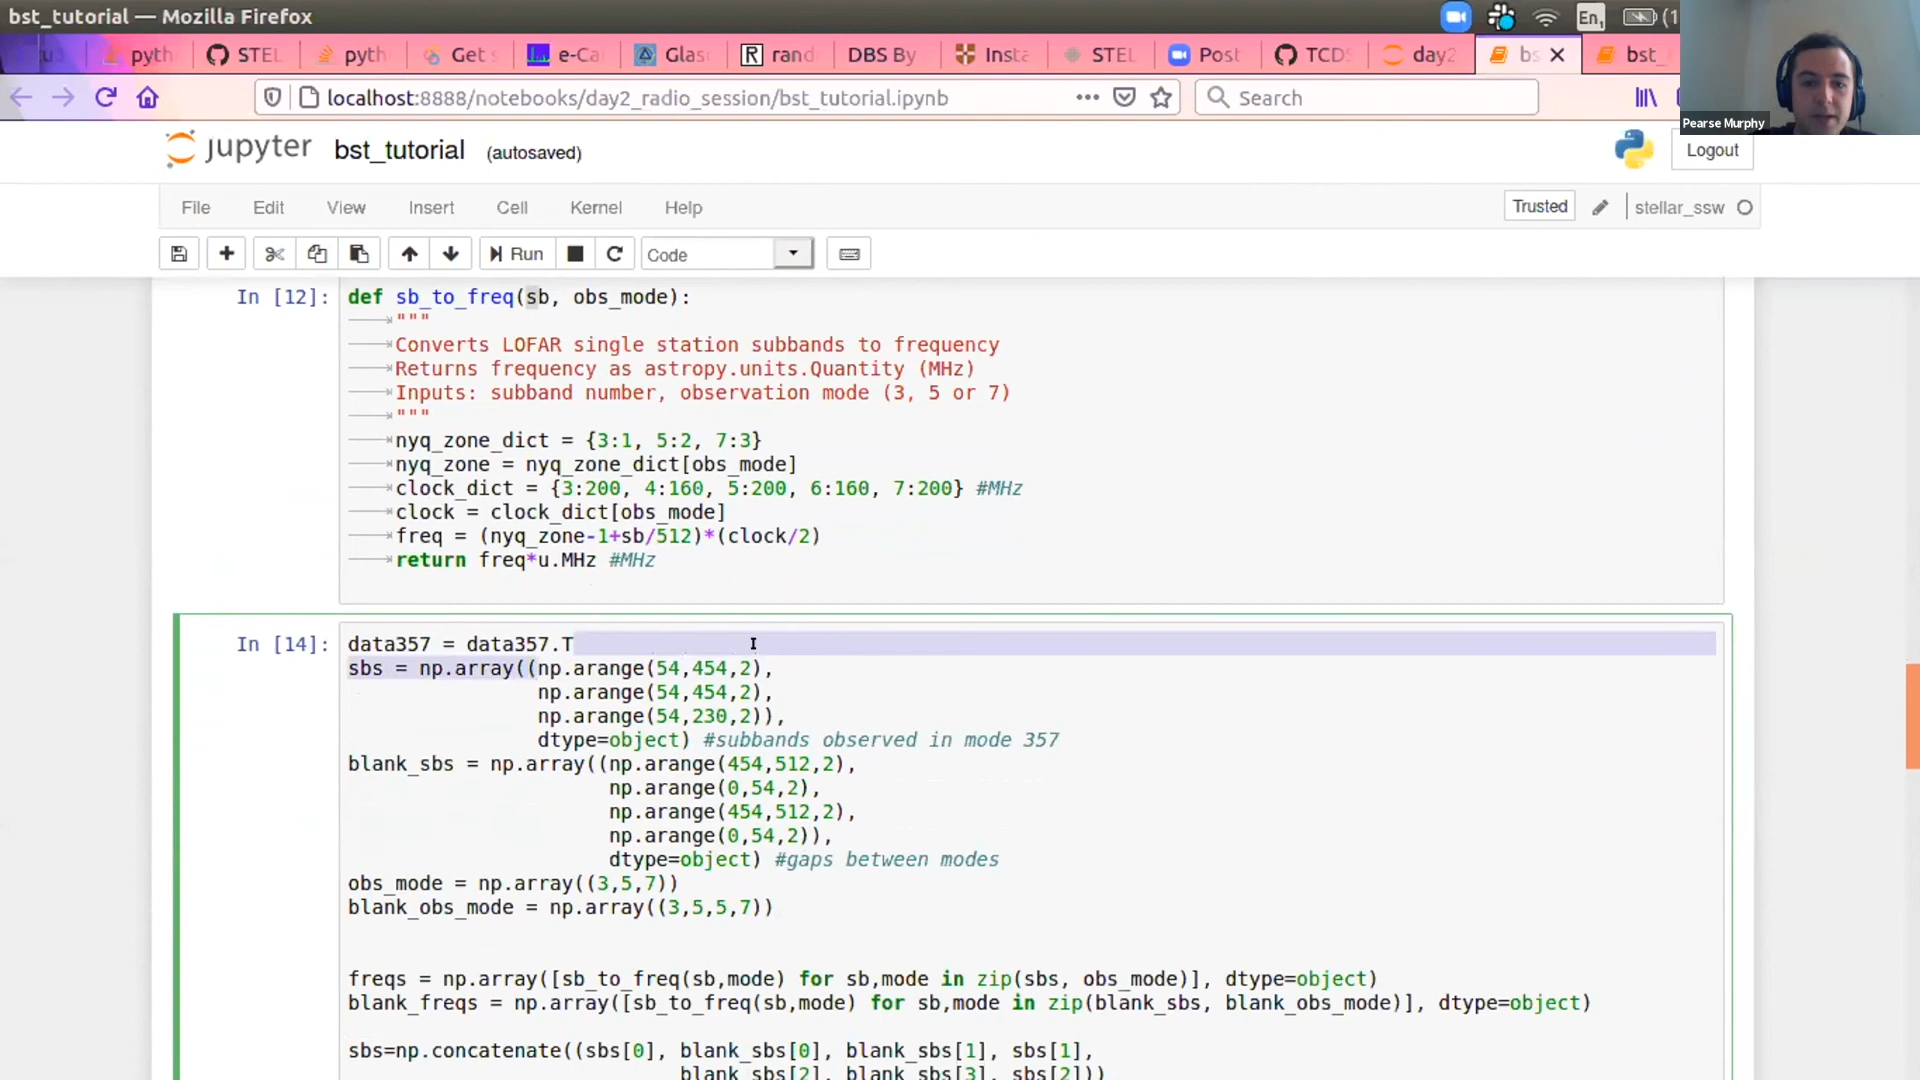 bst_tutorial — Mozilla Firefox
En₁
(1
pyth
STEL
pyth
Get
e-Ca
Glas
R
rand
DBS By
Insta
STEL
Post
TCDS
day2
bs
bst_
localhost:8888/notebooks/day2_radio_session/bst_tutorial.ipynb
Search
Pearse Murphy
jupyter
bst_tutorial
(autosaved)
Logout
File
Edit
View
Insert
Cell
Kernel
Help
Trusted
stellar_ssw
Run
Code
In [12]:
def sb_to_freq(sb, obs_mode):
"""
Converts LOFAR single station subbands to frequency
Returns frequency as astropy.units.Quantity (MHz)
Inputs: subband number, observation mode (3, 5 or 7)
"""
nyq_zone_dict = {3:1, 5:2, 7:3}
nyq_zone = nyq_zone_dict[obs_mode]
clock_dict = {3:200, 4:160, 5:200, 6:160, 7:200} #MHz
clock = clock_dict[obs_mode]
freq = (nyq_zone-1+sb/512)*(clock/2)
return freq*u.MHz #MHz
In [14]:
data357 = data357.T
sbs = np.array((np.arange(54,454,2),
np.arange(54,454,2),
np.arange(54,230,2)),
dtype=object) #subbands observed in mode 357
blank_sbs = np.array((np.arange(454,512,2),
np.arange(0,54,2),
np.arange(454,512,2),
np.arange(0,54,2)),
dtype=object) #gaps between modes
obs_mode = np.array((3,5,7))
blank_obs_mode = np.array((3,5,5,7))
freqs = np.array([sb_to_freq(sb,mode) for sb,mode in zip(sbs, obs_mode)], dtype=object)
blank_freqs = np.array([sb_to_freq(sb,mode) for sb,mode in zip(blank_sbs, blank_obs_mode)], dtype=object)
sbs=np.concatenate((sbs[0], blank_sbs[0], blank_sbs[1], sbs[1],
blank_sbs[2], blank_sbs[3], sbs[2]))